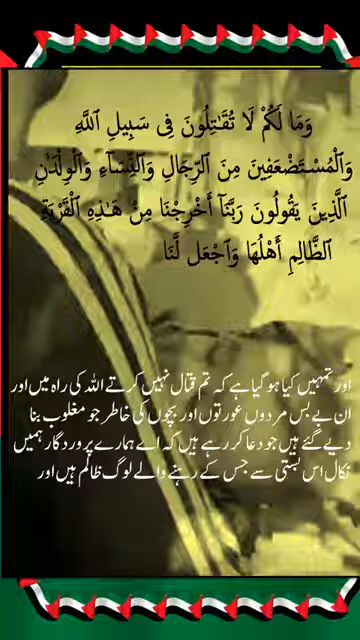 وَمَا لَكُمْ لَا تُقَـٰتِلُونَ فِى سَبِيلِ ٱللَّهِ
وَٱلْمُسْتَضْعَفِينَ مِنَ ٱلرِّجَالِ وَٱلنِّسَآءِ وَٱلْوِلْدَٰنِ
ٱلَّذِينَ يَقُولُونَ رَبَّنَآ أَخْرِجْنَا مِنْ هَـٰذِهِ ٱلْقَرْيَةِ
ٱلظَّالِمِ أَهْلُهَا وَٱجْعَل لَّنَا
اور تمہیں کیا ہو گیا ہے کہ تم قتال نہیں کرتے اللہ کی راہ میں اور
ان بے بس مردوں عورتوں اور بچوں کی خاطر جو مغلوب بنا
دیے گئے ہیں جو دعا کر رہے ہیں کہ اے ہمارے پروردگار ہمیں
نکال اس بستی سے جس کے رہنے والے لوگ ظالم ہیں اور